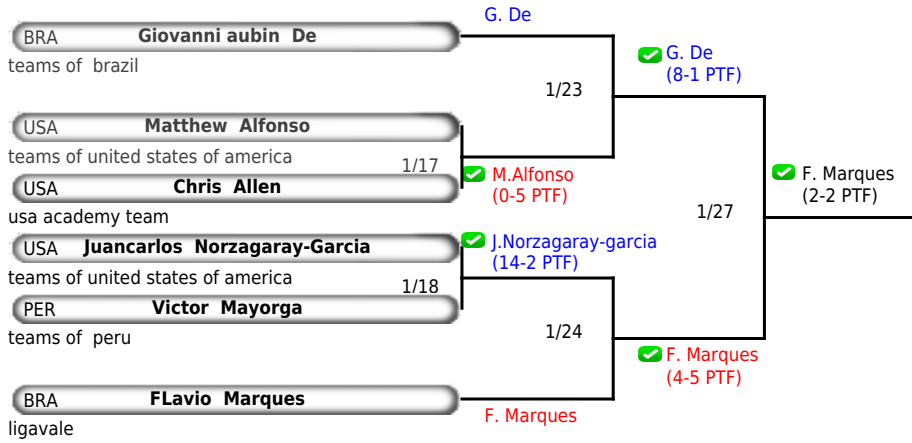 G. De
BRA Giovanni aubin De
teams of brazil
G. De
(8-1 PTF)
1/23
USA Matthew Alfonso
teams of united states of america
1/17
M.Alfonso
(0-5 PTF)
USA Chris Allen
usa academy team
F. Marques
(2-2 PTF)
1/27
USA Juancarlos Norzagaray-Garcia
teams of united states of america
J.Norzagaray-garcia
(14-2 PTF)
1/18
PER Victor Mayorga
teams of peru
1/24
F. Marques
(4-5 PTF)
BRA FLavio Marques
ligavale
F. Marques